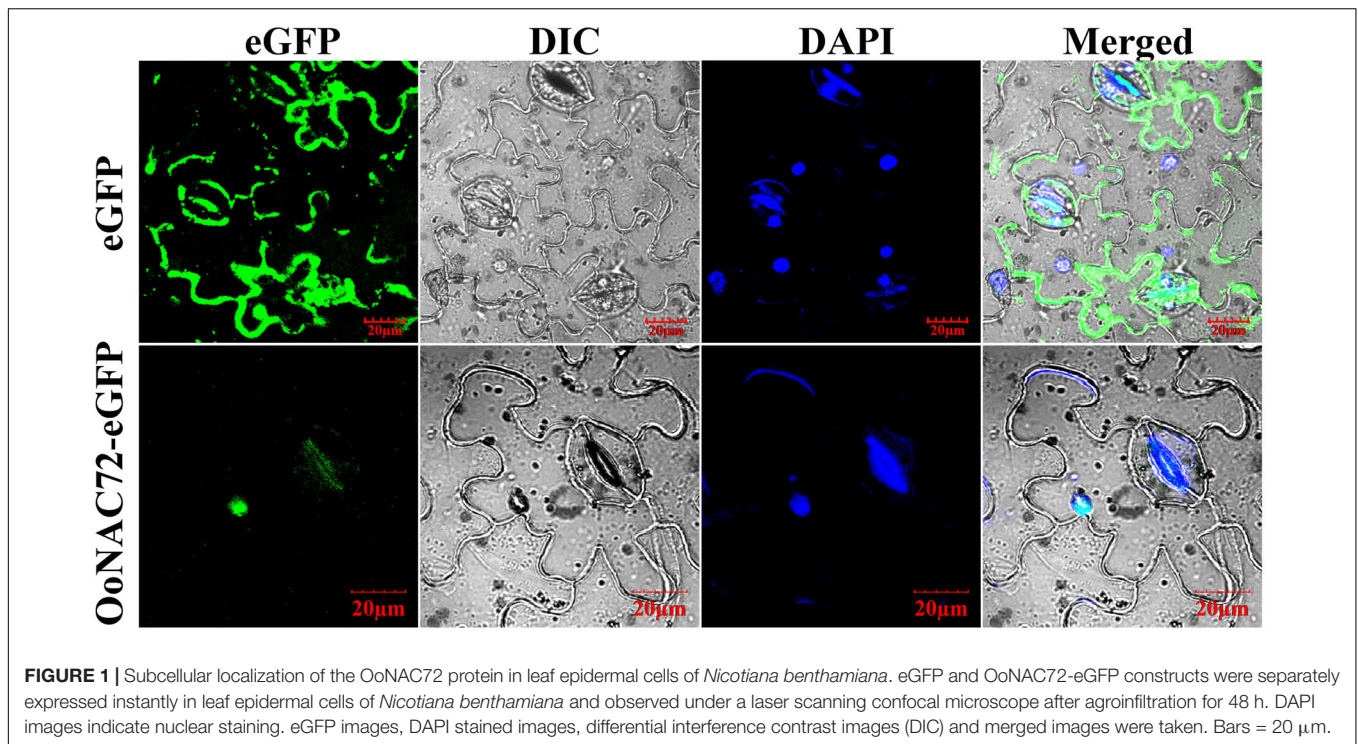 eGFP DIC DAPI Merged
eGFP
20µm 20µm 20µm 20µm
OoNAC72-eGFP
20µm 20µm 20µm 20µm
FIGURE 1 | Subcellular localization of the OoNAC72 protein in leaf epidermal cells of Nicotiana benthamiana. eGFP and OoNAC72-eGFP constructs were separately
expressed instantly in leaf epidermal cells of Nicotiana benthamiana and observed under a laser scanning confocal microscope after agroinfiltration for 48 h. DAPI
images indicate nuclear staining. eGFP images, DAPI stained images, differential interference contrast images (DIC) and merged images were taken. Bars = 20 µm.